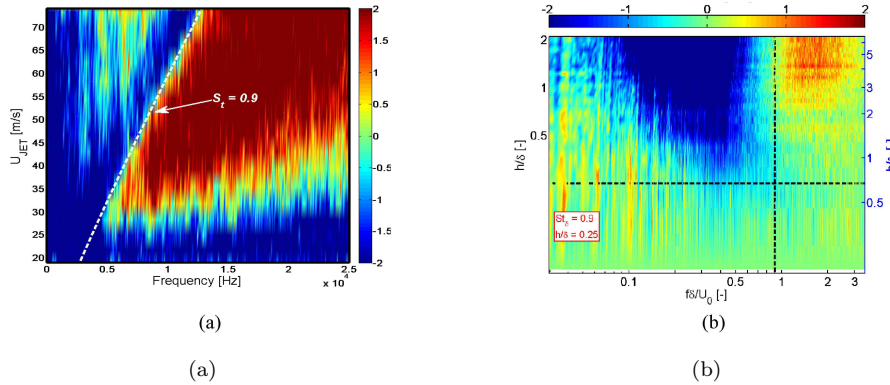 2
1.5
1
0.5
0
-0.5
-1
-1.5
-2
70
65
60
55
50
45
40
35
30
25
20
U_JET [m/s]
S_t = 0.9
0 0.5 1 1.5 2 2.5
x 10^4
Frequency [Hz]
(a)
(a)
-2 -1 0 1 2
2
1
0.5
h/δ [-]
5
3
2
1
0.5
St_δ = 0.9
h/δ = 0.25
0.1 0.5 1 3
fδ/U_0 [-]
(b)
(b)